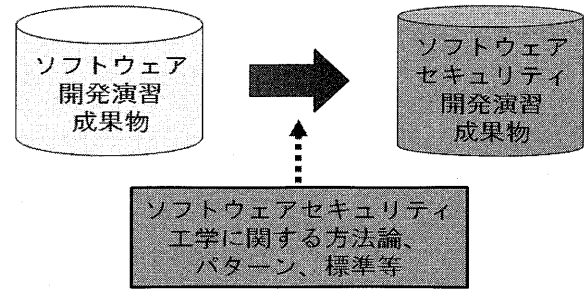 ソフトウェア
開発演習
成果物
ソフトウェア
セキュリティ
開発演習
成果物
ソフトウェアセキュリティ
工学に関する方法論、
パターン、標準等